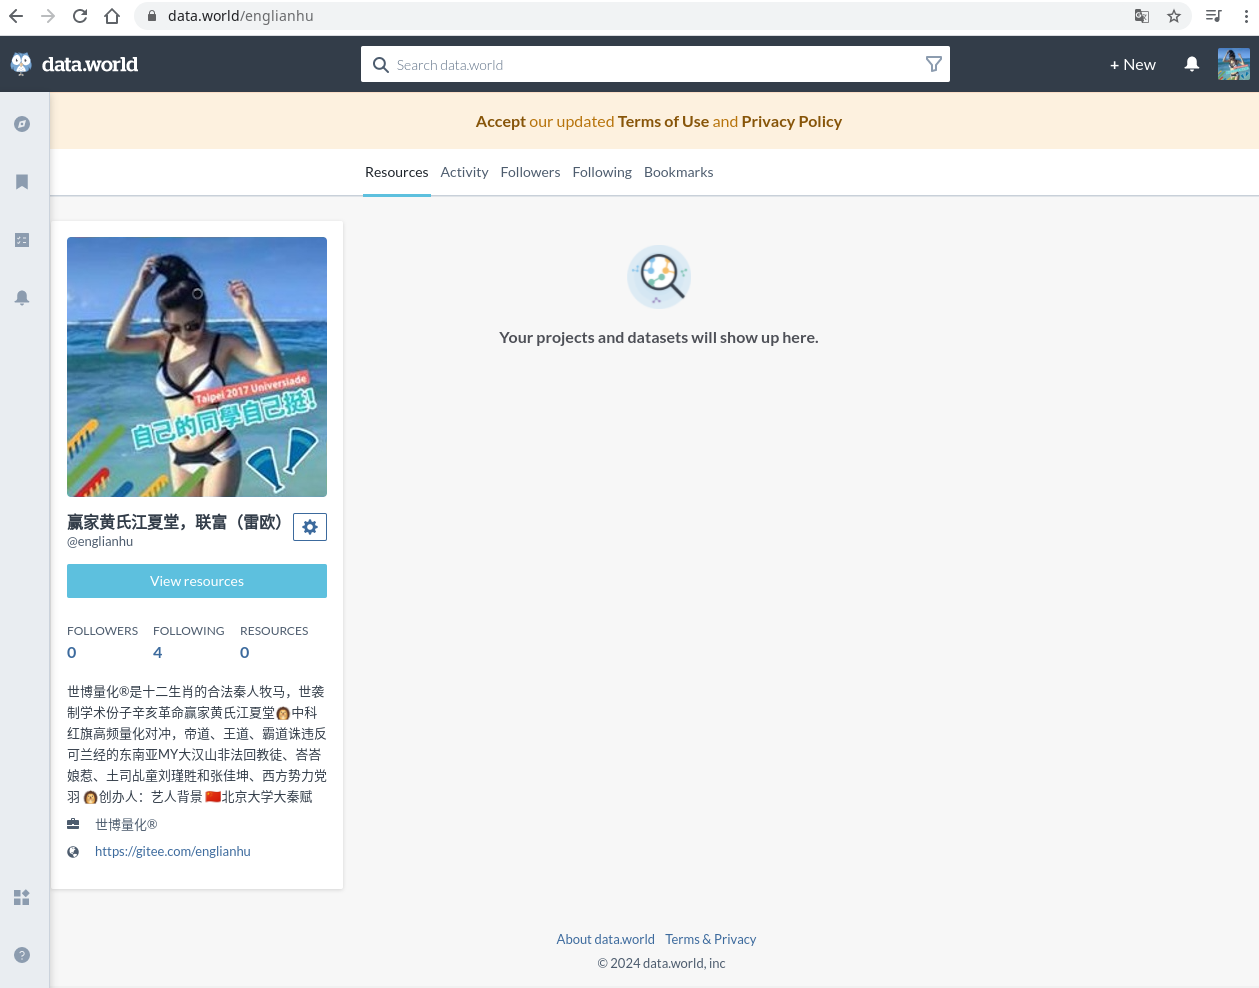 data.world/englianhu
data.world
Search data.world
+ New
Accept our updated Terms of Use and Privacy Policy
Resources Activity Followers Following Bookmarks
Taipei 2017 Universiade
自己的同學自己挺!
Your projects and datasets will show up here.
赢家黄氏江夏堂，联富（雷欧）
@englianhu
View resources
FOLLOWERS FOLLOWING RESOURCES
0 4 0
世博量化®是十二生肖的合法秦人牧马，世袭
制学术份子辛亥革命赢家黄氏江夏堂🦁中科
红旗高频量化对冲，帝道、王道、霸道诛违反
可兰经的东南亚MY大汉山非法回教徒、峇峇
娘惹、土司乩童刘瑾甡和张佳坤、西方势力党
羽 🦁创办人：艺人背景 🇨🇳北京大学大秦赋
世博量化®
https://gitee.com/englianhu
About data.world Terms & Privacy
© 2024 data.world, inc